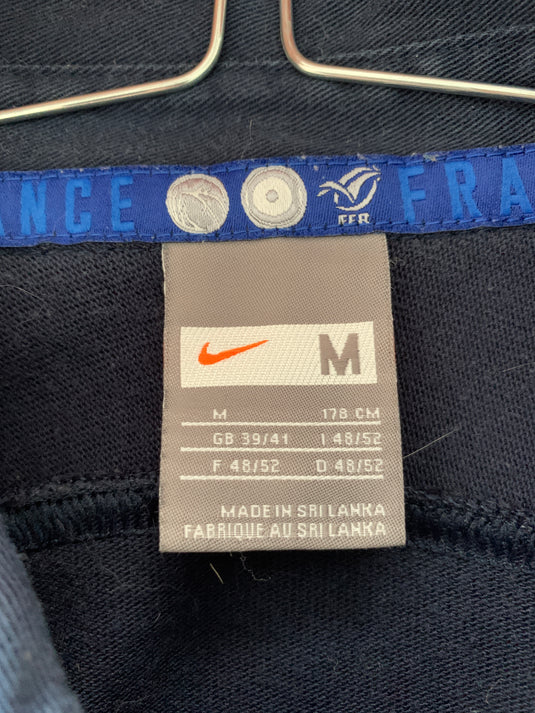 ANCE FFR FRA
M
M 178 CM
GB 39/41 I 48/52
F 48/52 D 48/52
MADE IN SRI LANKA
FABRIQUE AU SRI LANKA